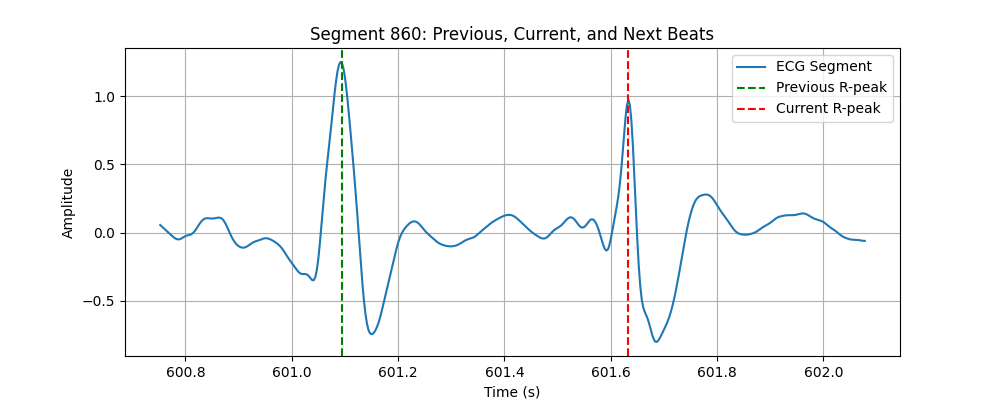 Segment 860: Previous, Current, and Next Beats
ECG Segment
Previous R-peak
Current R-peak
1.0
0.5
0.0
−0.5
Amplitude
600.8 601.0 601.2 601.4 601.6 601.8 602.0
Time (s)